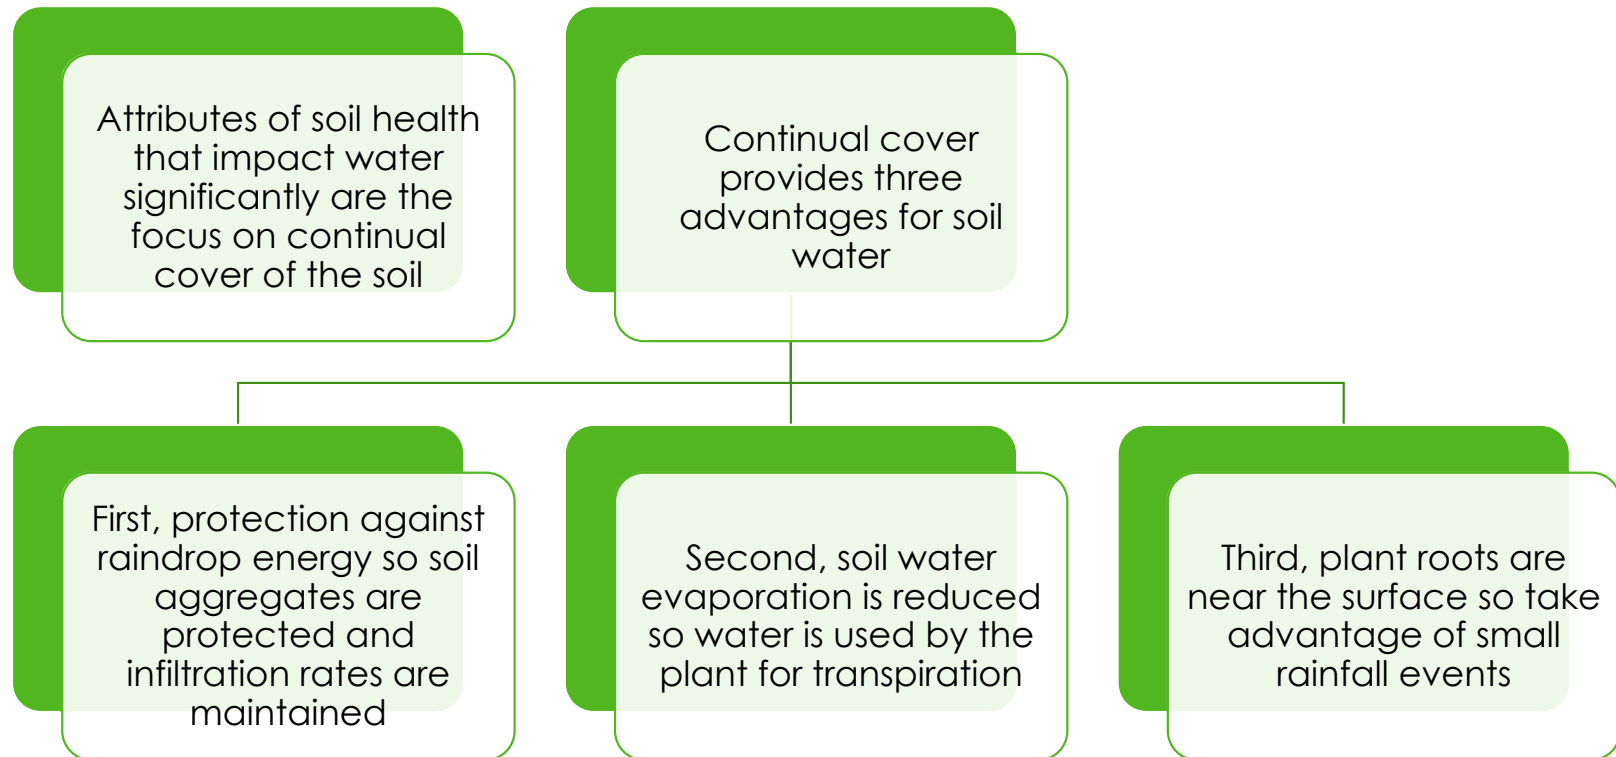 Attributes of soil health
that impact water
significantly are the
focus on continual
cover of the soil
Continual cover
provides three
advantages for soil
water
First, protection against
raindrop energy so soil
aggregates are
protected and
infiltration rates are
maintained
Second, soil water
evaporation is reduced
so water is used by the
plant for transpiration
Third, plant roots are
near the surface so take
advantage of small
rainfall events